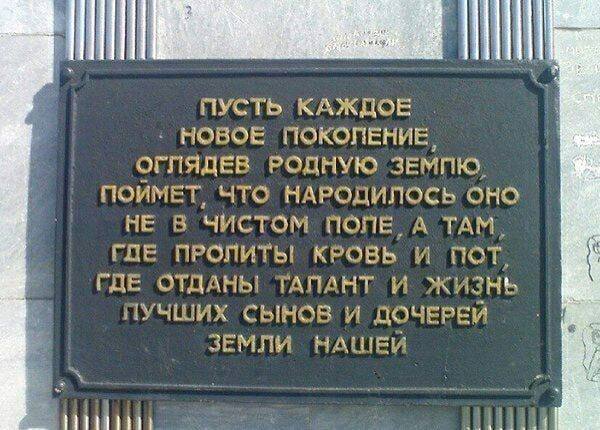 ПУСТЬ КАЖДОЕ
НОВОЕ ПОКОЛЕНИЕ,
ОГЛЯДЕВ РОДНУЮ ЗЕМЛЮ,
ПОЙМЕТ, ЧТО НАРОДИЛОСЬ ОНО
НЕ В ЧИСТОМ ПОЛЕ, А ТАМ,
ГДЕ ПРОЛИТЫ КРОВЬ И ПОТ,
ГДЕ ОТДАНЫ ТАЛАНТ И ЖИЗНЬ
ЛУЧШИХ СЫНОВ И ДОЧЕРЕЙ
ЗЕМЛИ НАШЕЙ